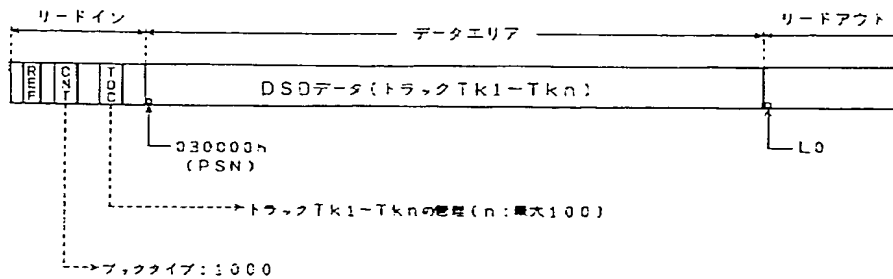 リードイン
データエリア
リードアウト
REF
CNT
TOC
DSDデータ(トラックTk1-Tkn)
030000h
(PSN)
L0
トラックTk1-Tknの管理(n:最大100)
ブックタイプ:1000